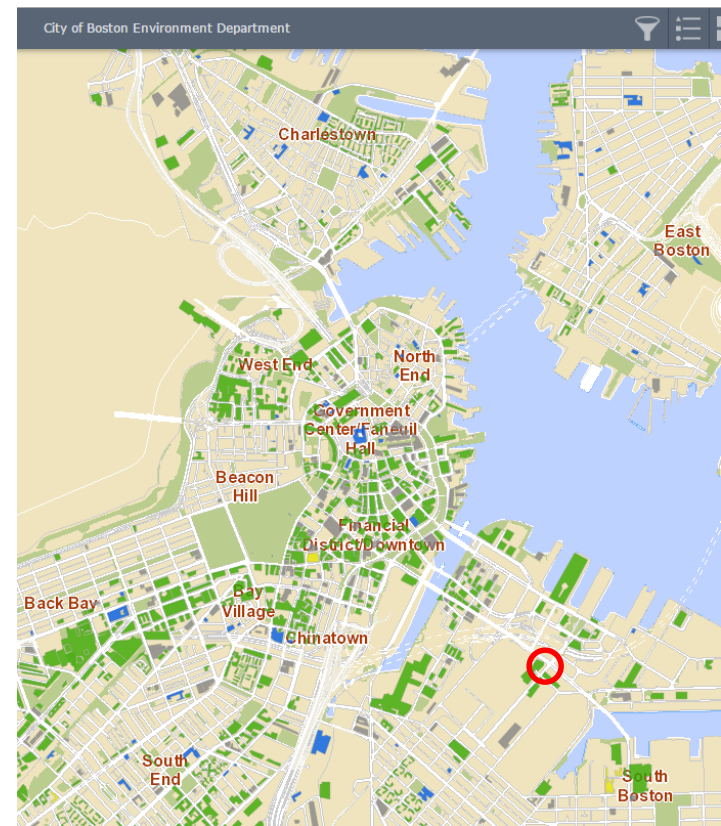 City of Boston Environment Department
Charlestown
East
Boston
West End
North
End
Government
Center/Faneuil
Hall
Beacon
Hill
Financial
District/Downtown
Back Bay
Bay
Village
Chinatown
South
End
South
Boston